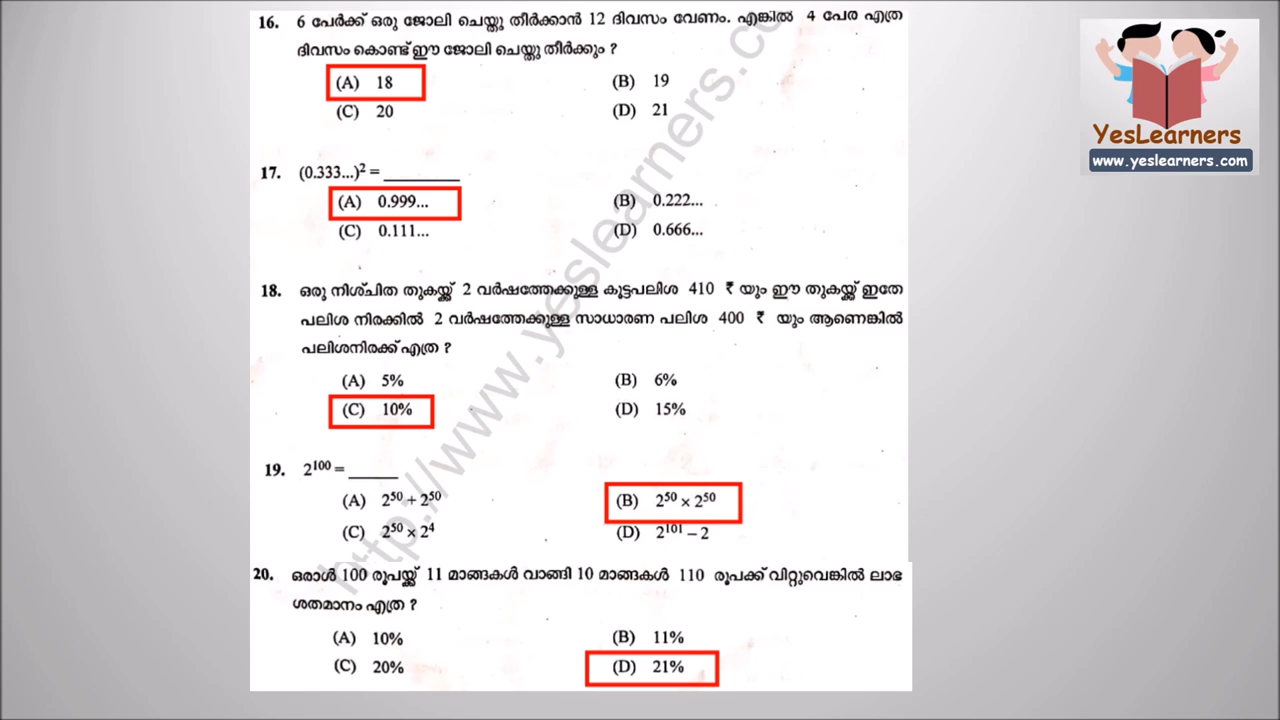 16. 6 പേർക്ക് ഒരു ജോലി ചെയ്തു തീർക്കാൻ 12 ദിവസം വേണം. എങ്കിൽ 4 പേര എത്ര
ദിവസം കൊണ്ട് ഈ ജോലി ചെയ്തു തീർക്കും ?
(A) 18 (B) 19
(C) 20 (D) 21
17. (0.333...)² = ________
(A) 0.999... (B) 0.222...
(C) 0.111... (D) 0.666...
18. ഒരു നിശ്ചിത തുകയ്ക്ക് 2 വർഷത്തേക്കുള്ള കൂട്ടപലിശ 410 ₹ യും ഈ തുകയ്ക്ക് ഇതേ
പലിശ നിരക്കിൽ 2 വർഷത്തേക്കുള്ള സാധാരണ പലിശ 400 ₹ യും ആണെങ്കിൽ
പലിശനിരക്ക് എത്ര ?
(A) 5% (B) 6%
(C) 10% (D) 15%
19. 2¹⁰⁰ = _____
(A) 2⁵⁰ + 2⁵⁰ (B) 2⁵⁰ × 2⁵⁰
(C) 2⁵⁰ × 2⁴ (D) 2¹⁰¹ – 2
20. ഒരാൾ 100 രൂപയ്ക്ക് 11 മാങ്ങകൾ വാങ്ങി 10 മാങ്ങകൾ 110 രൂപക്ക് വിറ്റുവെങ്കിൽ ലാഭ
ശതമാനം എത്ര ?
(A) 10% (B) 11%
(C) 20% (D) 21%
YesLearners
www.yeslearners.com
http://www.yeslearners.co